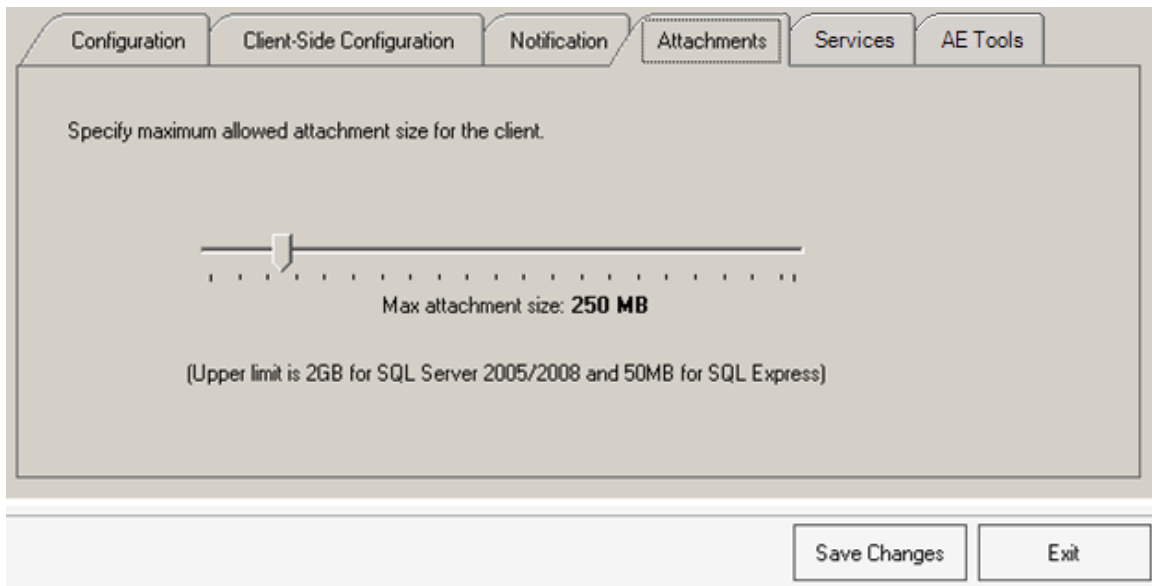 Configuration Client-Side Configuration Notification Attachments Services AE Tools
Specify maximum allowed attachment size for the client.
Max attachment size: 250 MB
(Upper limit is 2GB for SQL Server 2005/2008 and 50MB for SQL Express)
Save Changes Exit